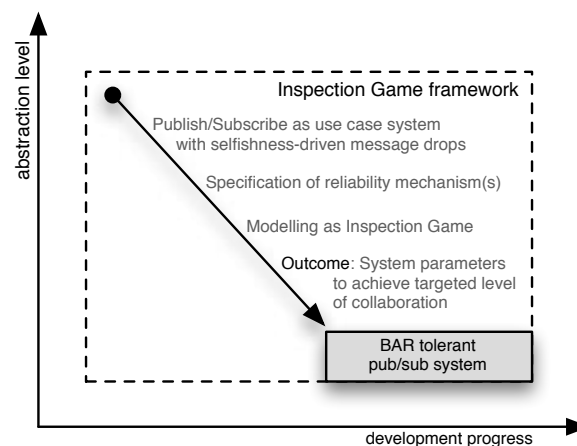 abstraction level
Inspection Game framework
Publish/Subscribe as use case system
with selfishness-driven message drops
Specification of reliability mechanism(s)
Modelling as Inspection Game
Outcome: System parameters
to achieve targeted level
of collaboration
BAR tolerant
pub/sub system
development progress